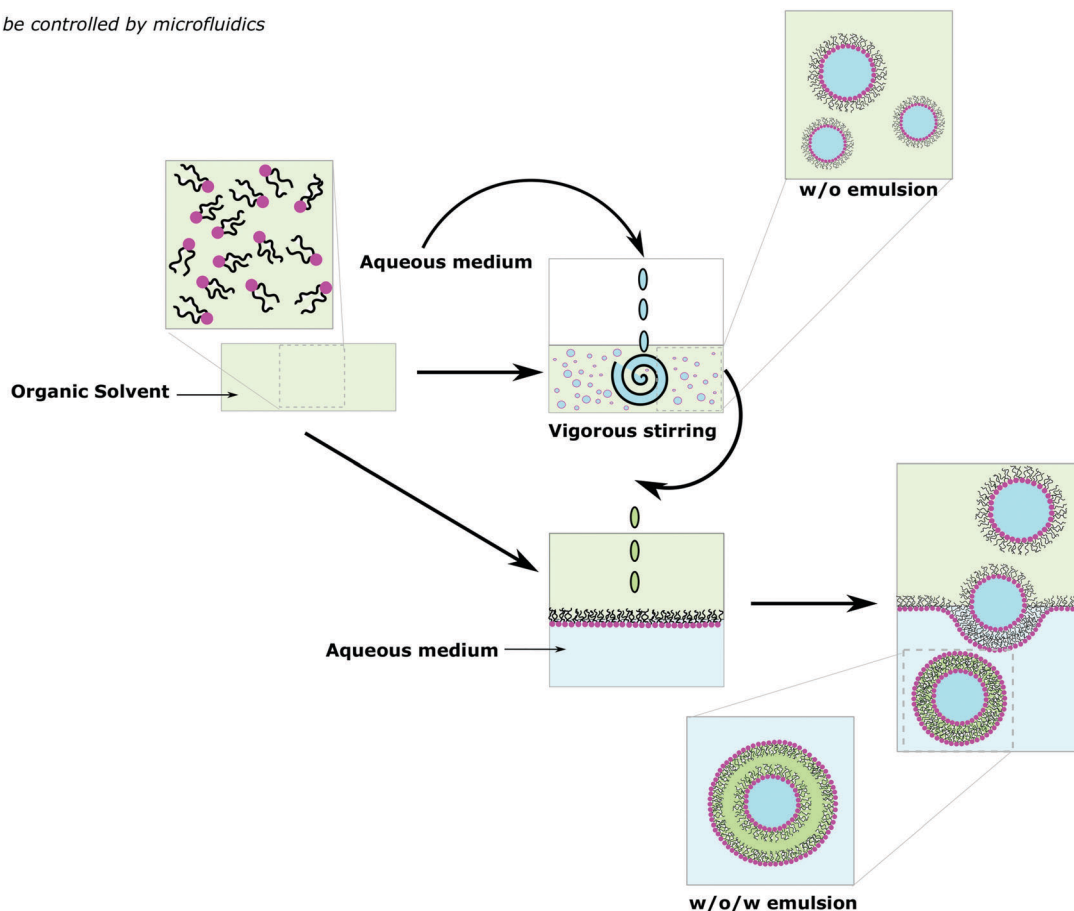 be controlled by microfluidics
w/o emulsion
Aqueous medium
Organic Solvent
Vigorous stirring
Aqueous medium
w/o/w emulsion